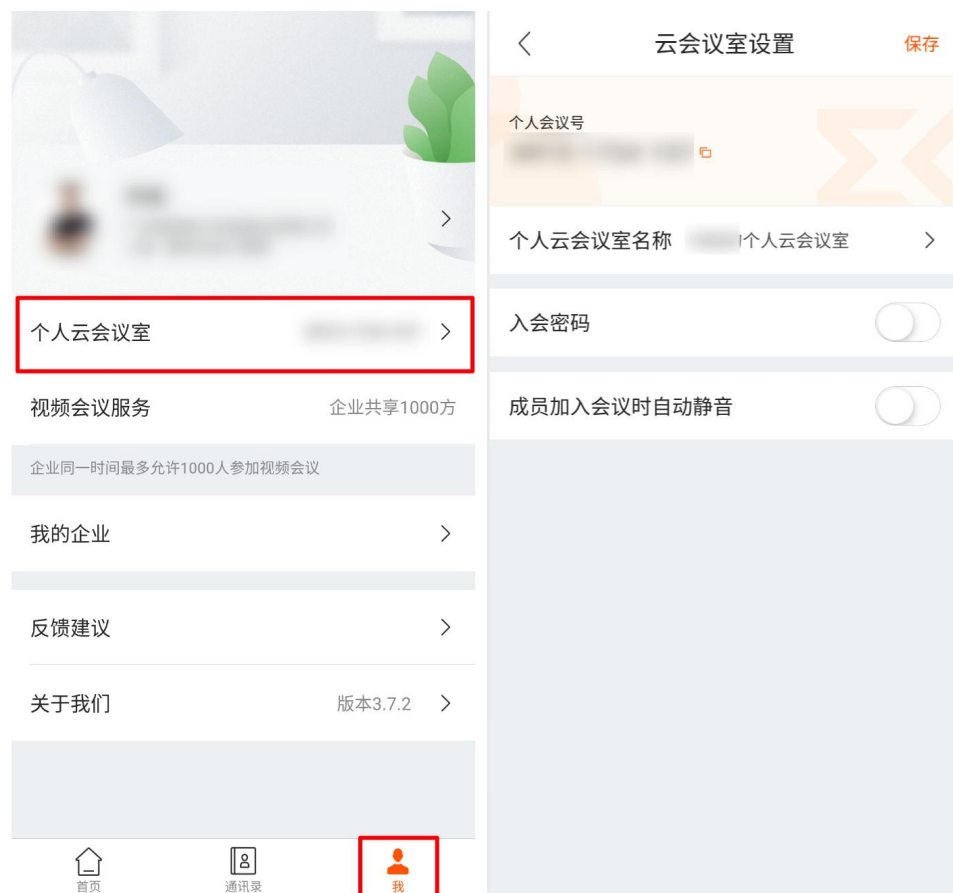 个人云会议室
视频会议服务 企业共享1000方
企业同一时间最多允许1000人参加视频会议
我的企业
反馈建议
关于我们 版本3.7.2
首页 通讯录 我
云会议室设置 保存
个人会议号
个人云会议室名称 个人云会议室
入会密码
成员加入会议时自动静音